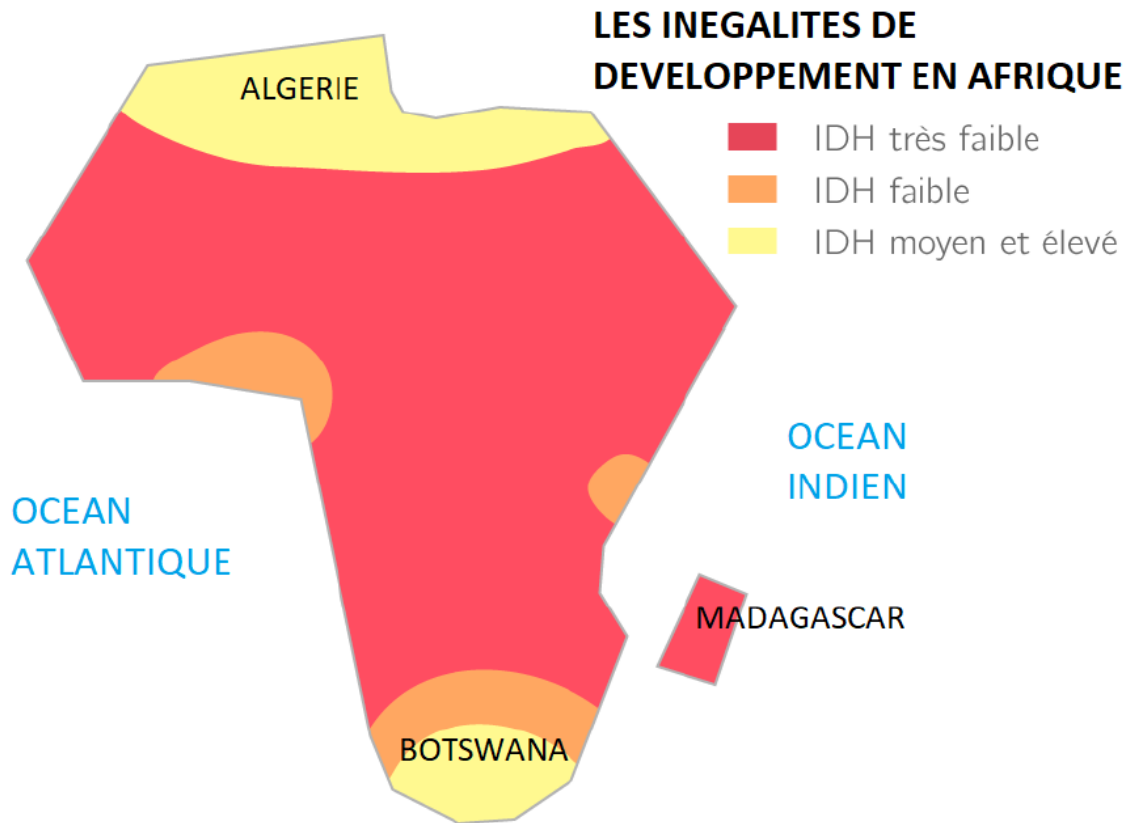 LES INEGALITES DE
DEVELOPPEMENT EN AFRIQUE
IDH très faible
IDH faible
IDH moyen et élevé
ALGERIE
OCEAN
INDIEN
OCEAN
ATLANTIQUE
MADAGASCAR
BOTSWANA